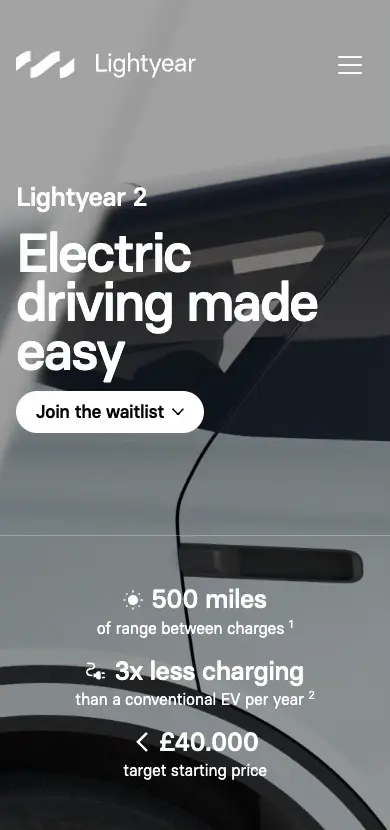 Lightyear
Lightyear 2
Electric
driving made
easy
Join the waitlist
500 miles
of range between charges ¹
3x less charging
than a conventional EV per year ²
< £40.000
target starting price